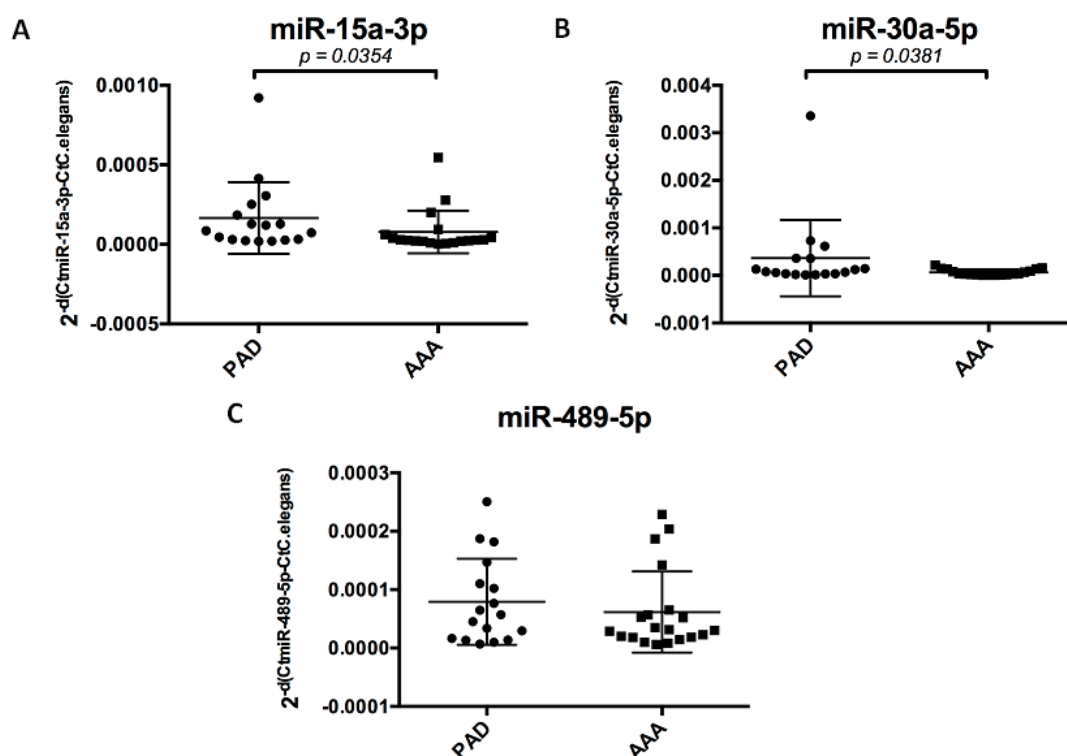 A
miR-15a-3p
p = 0.0354
2^-d(CtmiR-15a-3p-CtC.elegans)
0.0010
0.0005
0.0000
-0.0005
PAD
AAA
B
miR-30a-5p
p = 0.0381
2^-d(CtmiR-30a-5p-CtC.elegans)
0.004
0.003
0.002
0.001
0.000
-0.001
PAD
AAA
C
miR-489-5p
2^-d(CtmiR-489-5p-CtC.elegans)
0.0003
0.0002
0.0001
0.0000
-0.0001
PAD
AAA